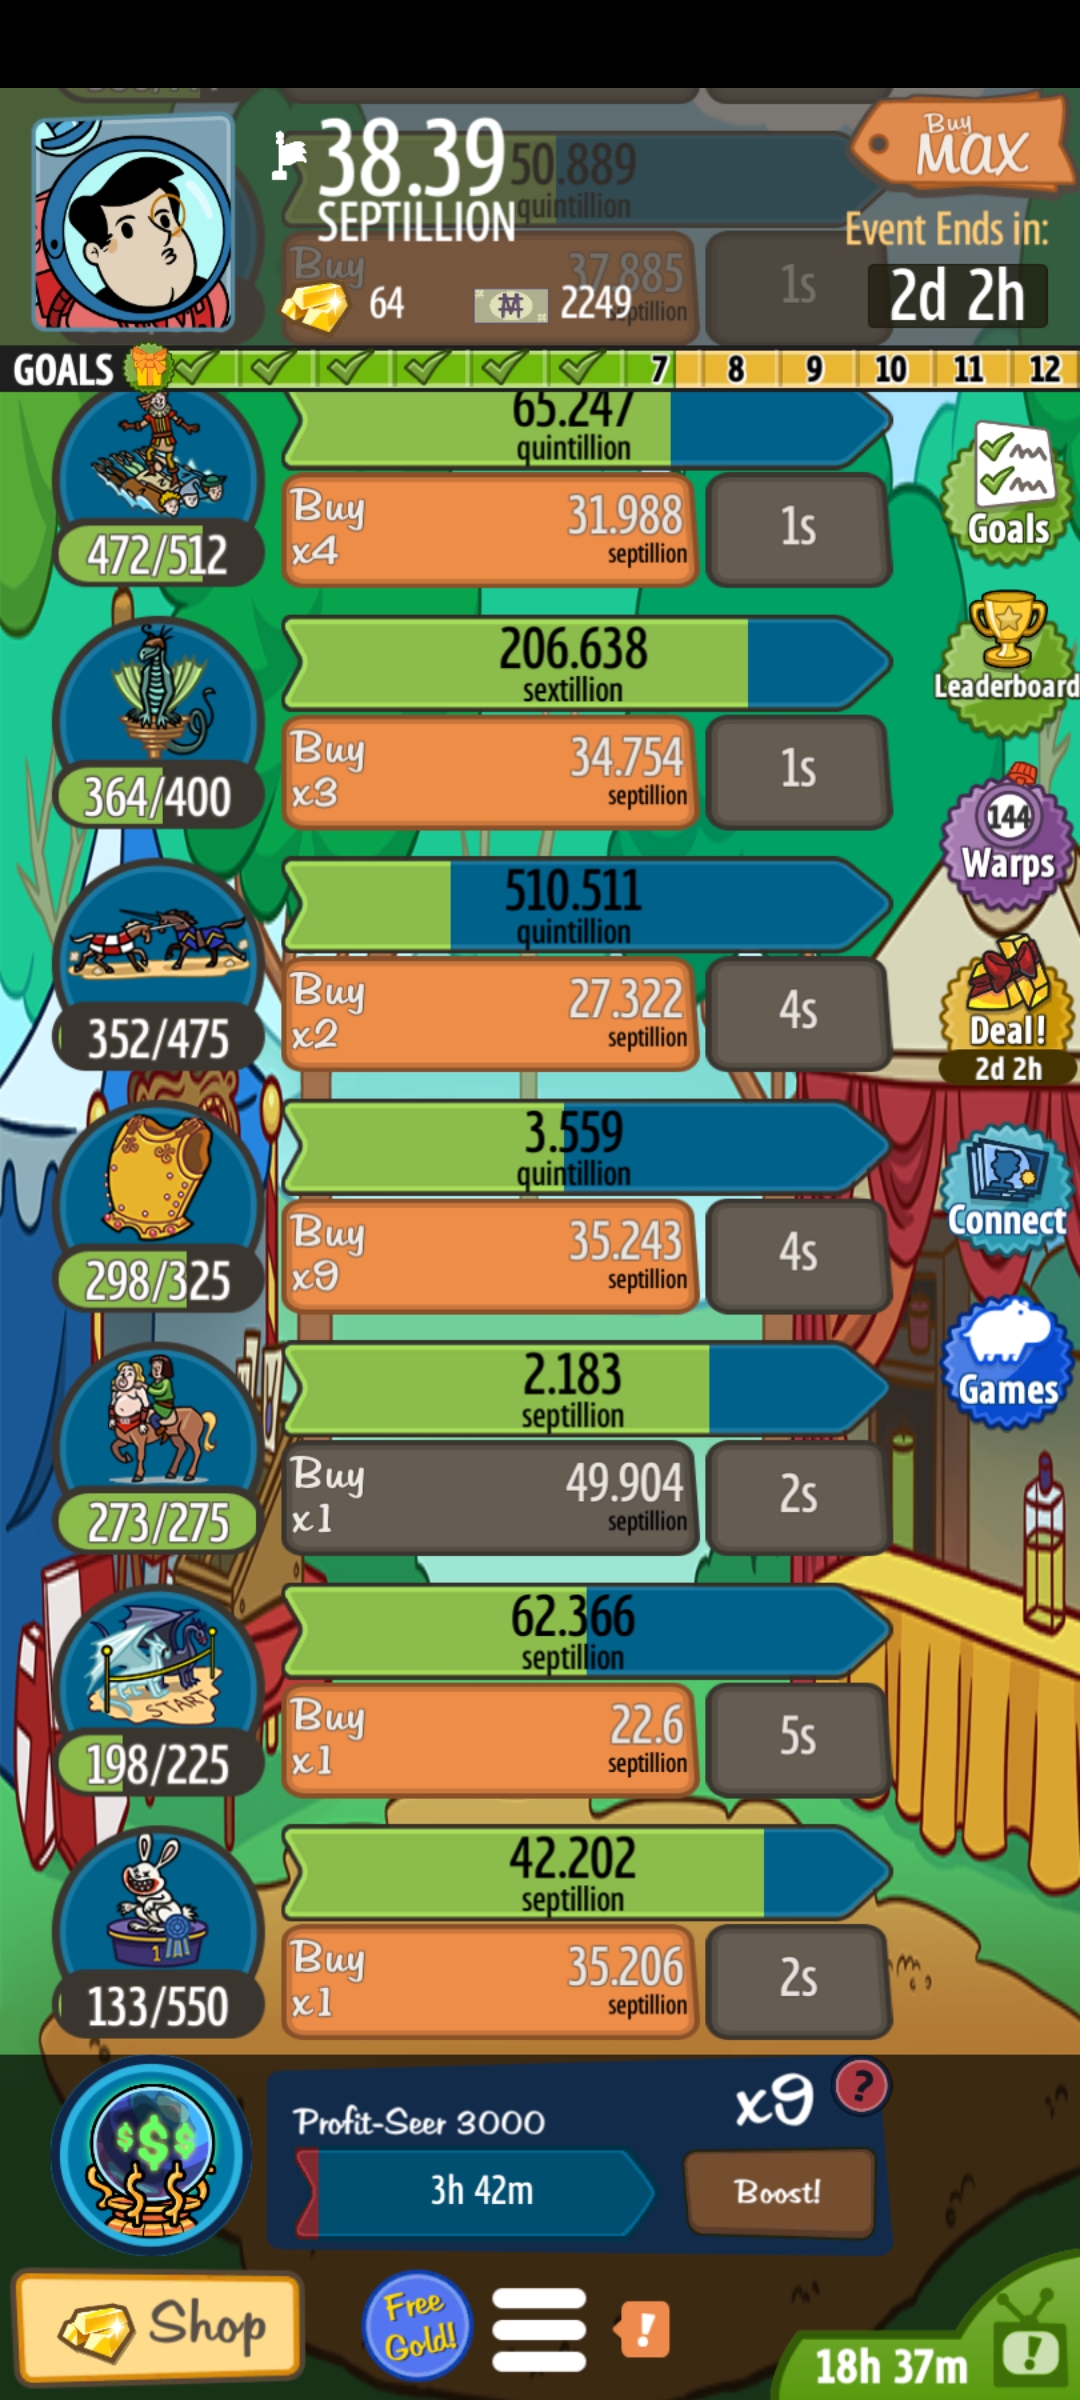 38.39
50.889
SEPTILLION
quintillion
Buy
MAX
Event Ends in:
2d 2h
Buy
37.885
septillion
1s
64
2249
GOALS
7 8 9 10 11 12
65.247
quintillion
472/512
Buy
x4
31.988
septillion
1s
Goals
206.638
sextillion
364/400
Buy
x3
34.754
septillion
1s
Leaderboard
144
Warps
510.511
quintillion
352/475
Buy
x2
27.322
septillion
4s
Deal!
2d 2h
3.559
quintillion
298/325
Buy
x9
35.243
septillion
4s
Connect
2.183
septillion
273/275
Buy
x1
49.904
septillion
2s
Games
62.366
septillion
START
198/225
Buy
x1
22.6
septillion
5s
42.202
septillion
1
133/550
Buy
x1
35.206
septillion
2s
$$$
Profit-Seer 3000
x9
?
3h 42m
Boost!
Shop
Free
Gold!
!
18h 37m
!